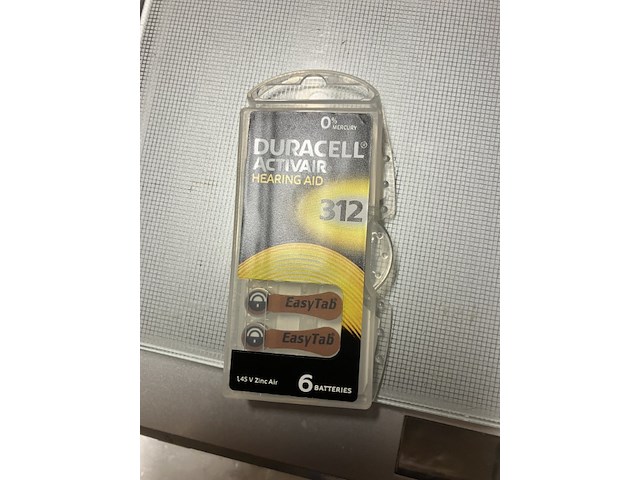 0% MERCURY
DURACELL®
ACTIVAIR
HEARING AID
312
EasyTab
EasyTab
1,45 V Zinc Air
6 BATTERIES